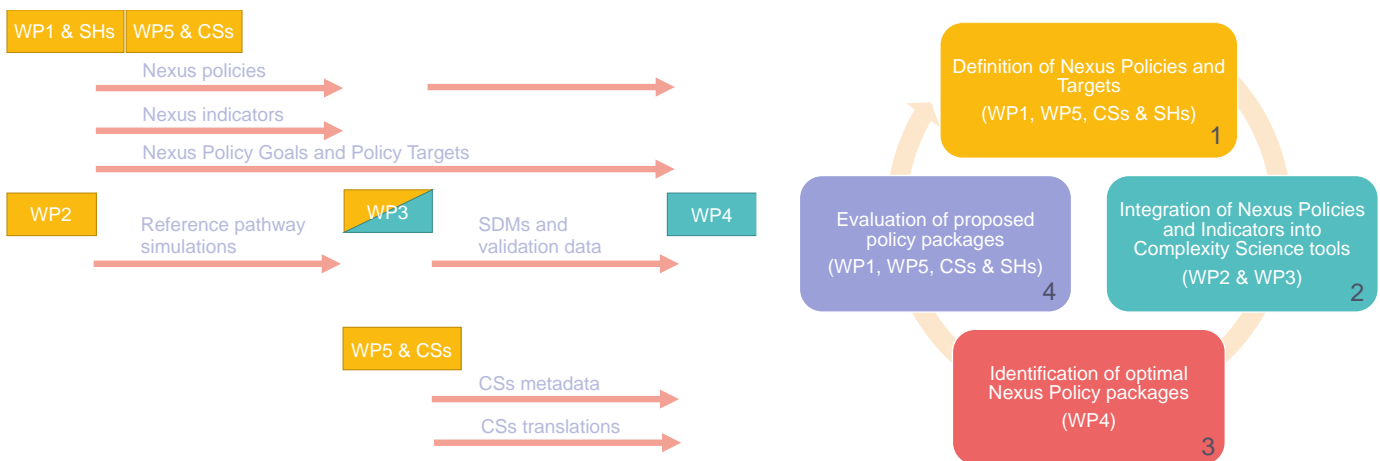 WP1 & SHs
WP5 & CSs
Nexus policies
Nexus indicators
Nexus Policy Goals and Policy Targets
WP2
Reference pathway
simulations
WP3
SDMs and
validation data
WP4
WP5 & CSs
CSs metadata
CSs translations
Definition of Nexus Policies and
Targets
(WP1, WP5, CSs & SHs)
1
Integration of Nexus Policies
and Indicators into
Complexity Science tools
(WP2 & WP3)
2
Identification of optimal
Nexus Policy packages
(WP4)
3
Evaluation of proposed
policy packages
(WP1, WP5, CSs & SHs)
4